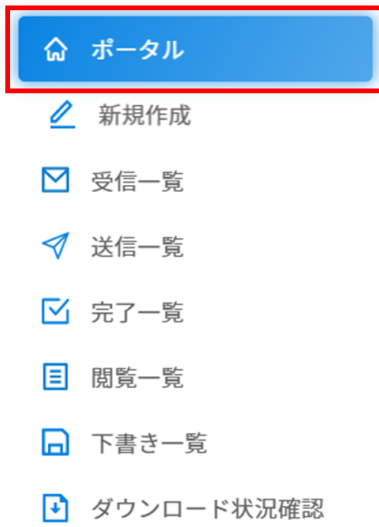 ポータル
新規作成
受信一覧
送信一覧
完了一覧
閲覧一覧
下書き一覧
ダウンロード状況確認